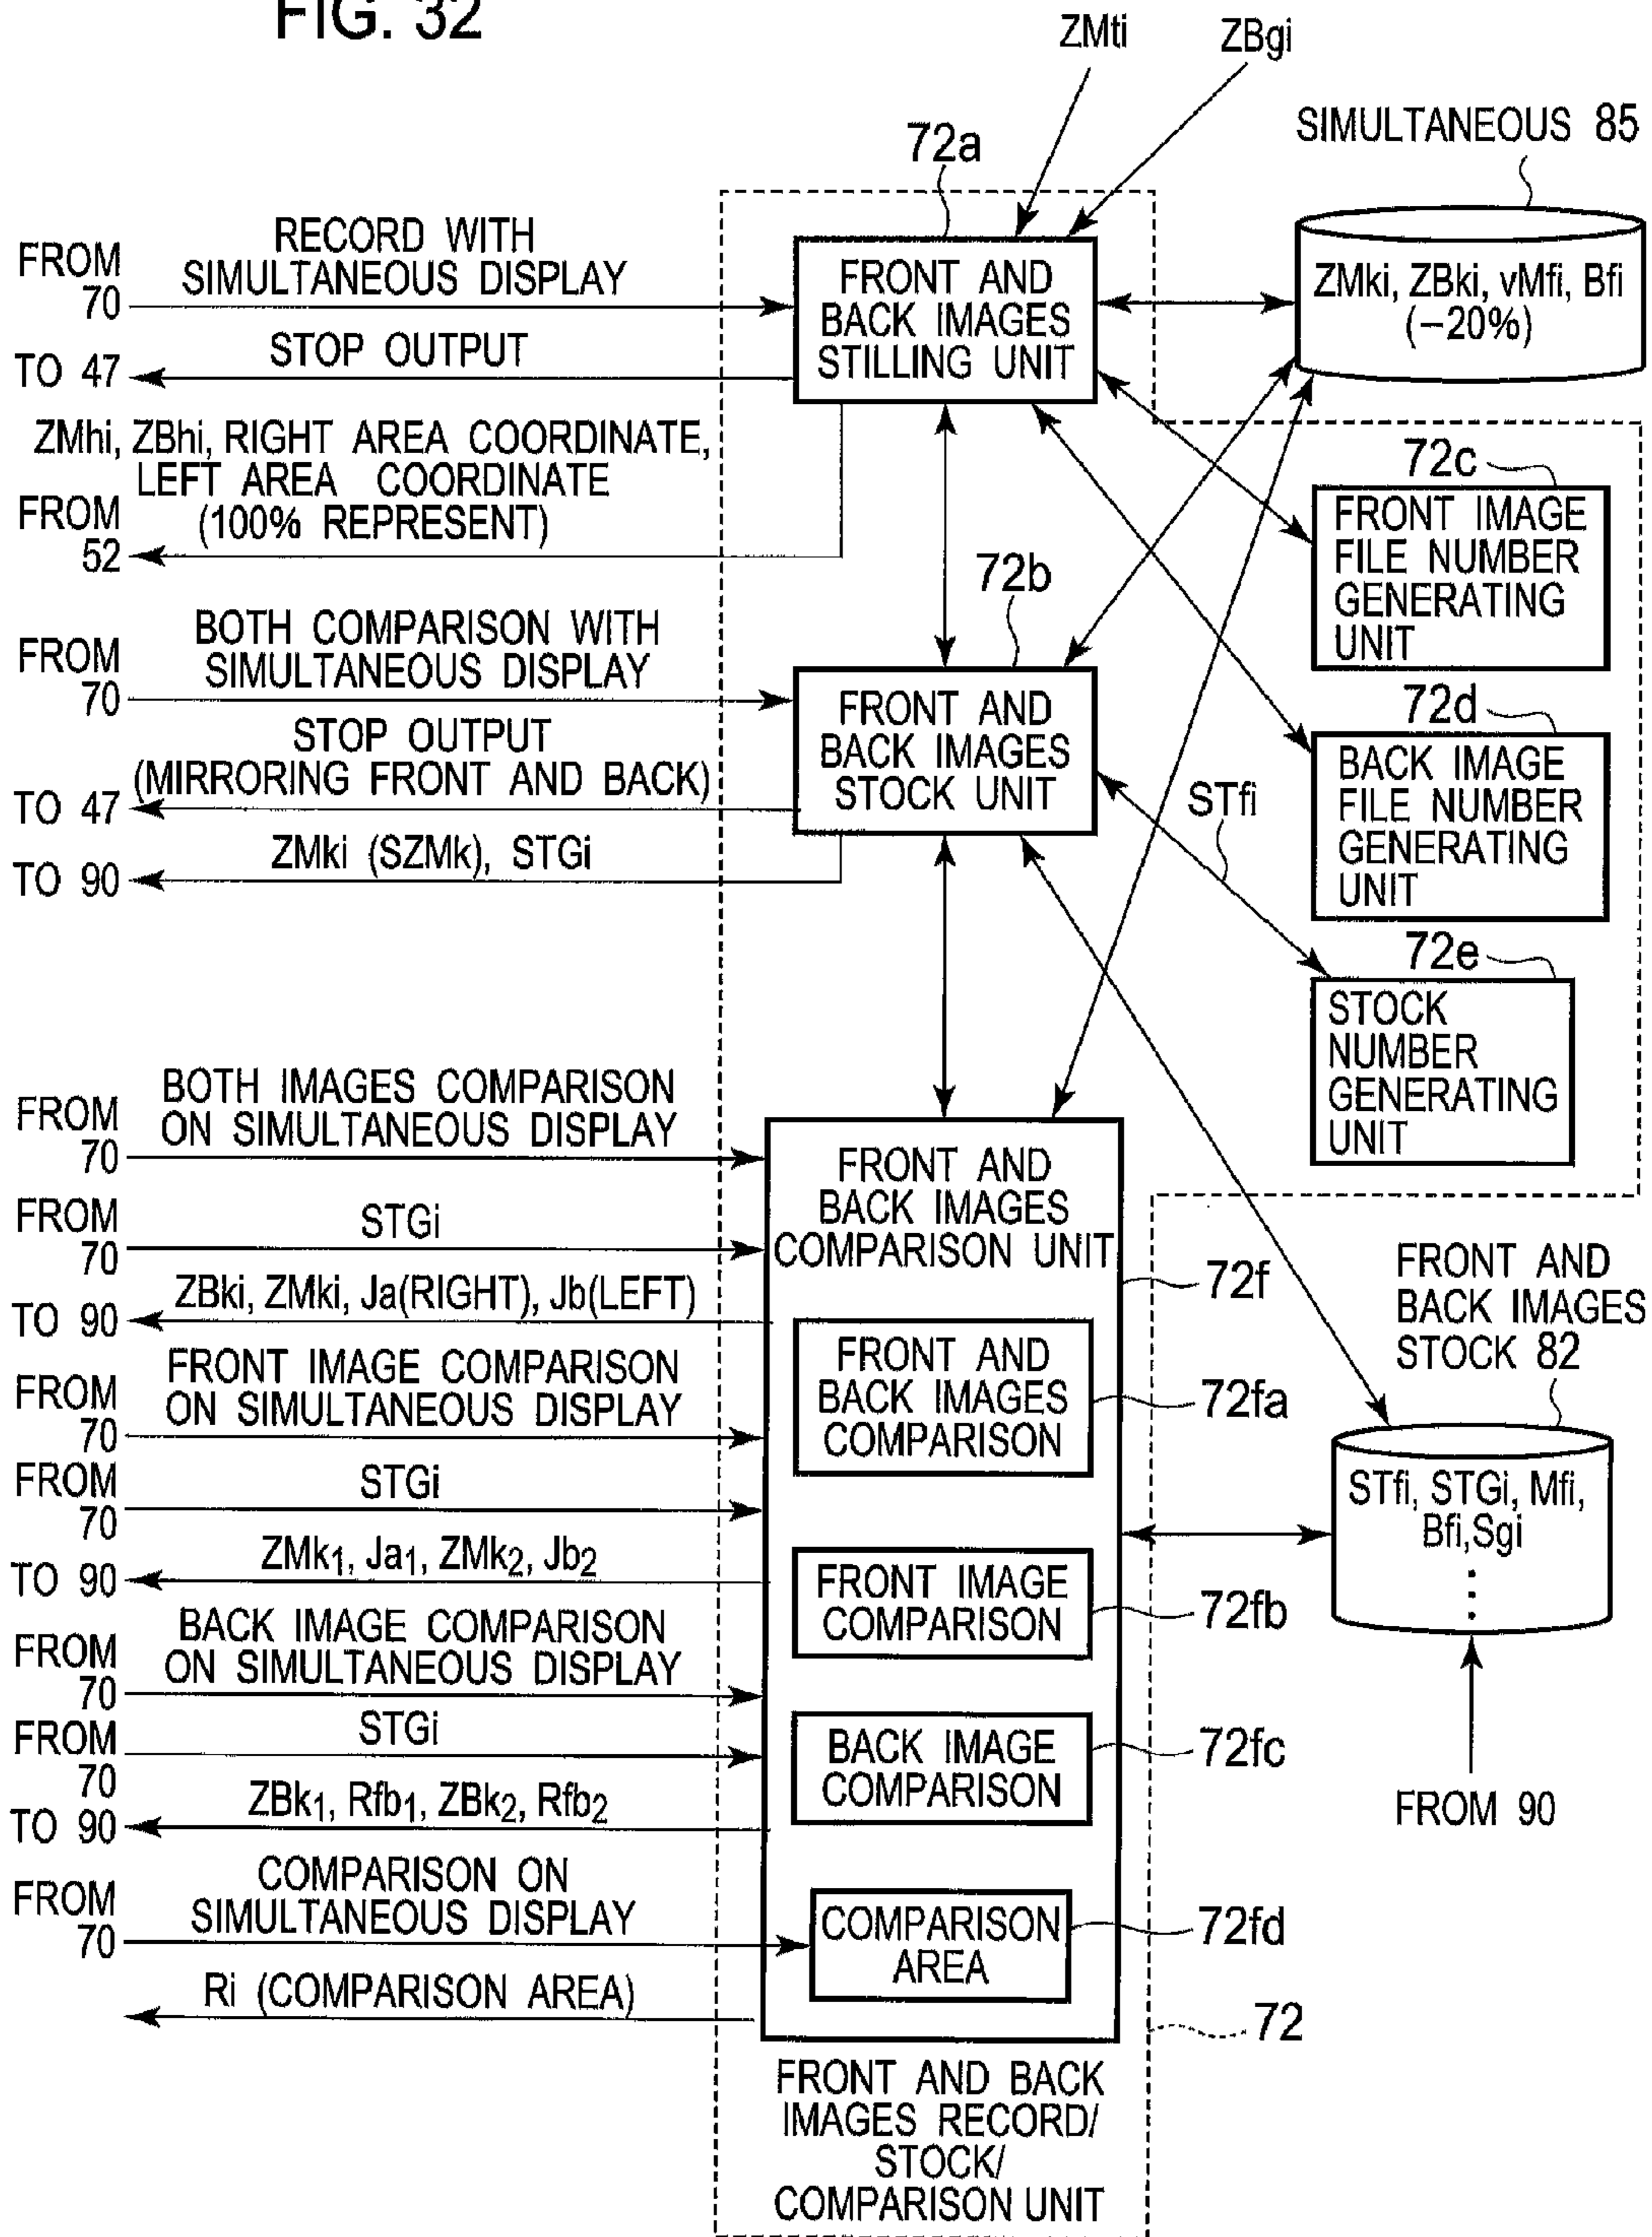 FIG. 32
ZMti
ZBgi
SIMULTANEOUS 85
72a
FROM
70
RECORD WITH
SIMULTANEOUS DISPLAY
FRONT AND
BACK IMAGES
STILLING UNIT
ZMki, ZBki, vMfi, Bfi
(−20%)
STOP OUTPUT
TO 47
ZMhi, ZBhi, RIGHT AREA COORDINATE,
LEFT AREA COORDINATE
(100% REPRESENT)
FROM
52
72c
FRONT IMAGE
FILE NUMBER
GENERATING
UNIT
72b
BOTH COMPARISON WITH
SIMULTANEOUS DISPLAY
FROM
70
FRONT AND
BACK IMAGES
STOCK UNIT
STOP OUTPUT
(MIRRORING FRONT AND BACK)
TO 47
ZMki (SZMk), STGi
TO 90
72d
BACK IMAGE
FILE NUMBER
GENERATING
UNIT
STfi
72e
STOCK
NUMBER
GENERATING
UNIT
BOTH IMAGES COMPARISON
ON SIMULTANEOUS DISPLAY
FROM
70
FRONT AND
BACK IMAGES
COMPARISON UNIT
FROM
70
STGi
72f
ZBki, ZMki, Ja(RIGHT), Jb(LEFT)
TO 90
FRONT AND
BACK IMAGES
STOCK 82
FRONT AND
BACK IMAGES
COMPARISON
72fa
FRONT IMAGE COMPARISON
ON SIMULTANEOUS DISPLAY
FROM
70
STfi, STGi, Mfi,
Bfi,Sgi
⋮
FROM
70
STGi
ZMk1, Ja1, ZMk2, Jb2
TO 90
FRONT IMAGE
COMPARISON
72fb
BACK IMAGE COMPARISON
ON SIMULTANEOUS DISPLAY
FROM
70
FROM
70
STGi
BACK IMAGE
COMPARISON
72fc
FROM 90
ZBk1, Rfb1, ZBk2, Rfb2
TO 90
COMPARISON ON
SIMULTANEOUS DISPLAY
FROM
70
COMPARISON
AREA
72fd
Ri (COMPARISON AREA)
72
FRONT AND BACK
IMAGES RECORD/
STOCK/
COMPARISON UNIT